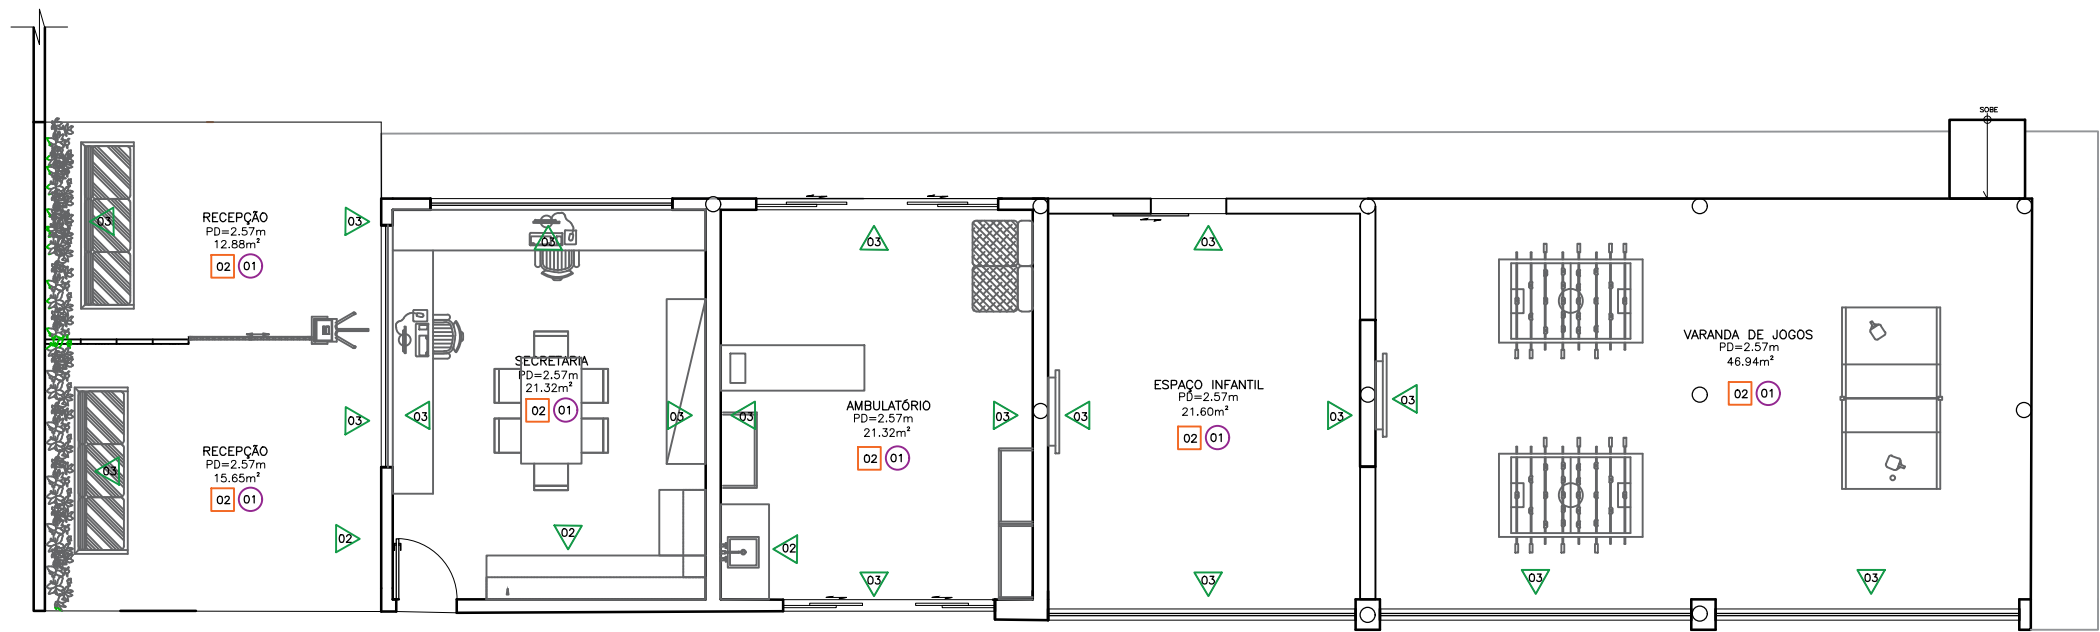 SOBE
RECEPÇÃO
PD=2.57m
12.88m²
02 01
03
03
RECEPÇÃO
PD=2.57m
15.65m²
02 01
03
03
02
SECRETARIA
PD=2.57m
21.32m²
02 01
03
03
03
02
AMBULATÓRIO
PD=2.57m
21.32m²
02 01
03
03
03
02
03
ESPAÇO INFANTIL
PD=2.57m
21.60m²
02 01
03
03
03
03
VARANDA DE JOGOS
PD=2.57m
46.94m²
02 01
03
03
03